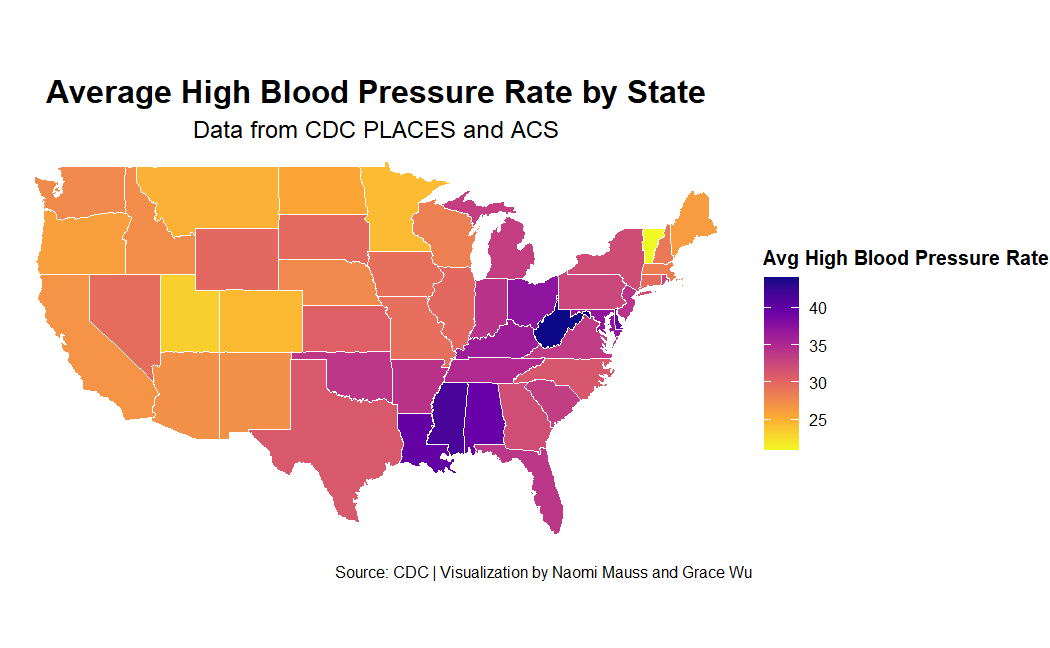 Average High Blood Pressure Rate by State
Data from CDC PLACES and ACS
Avg High Blood Pressure Rate
40
35
30
25
Source: CDC | Visualization by Naomi Mauss and Grace Wu